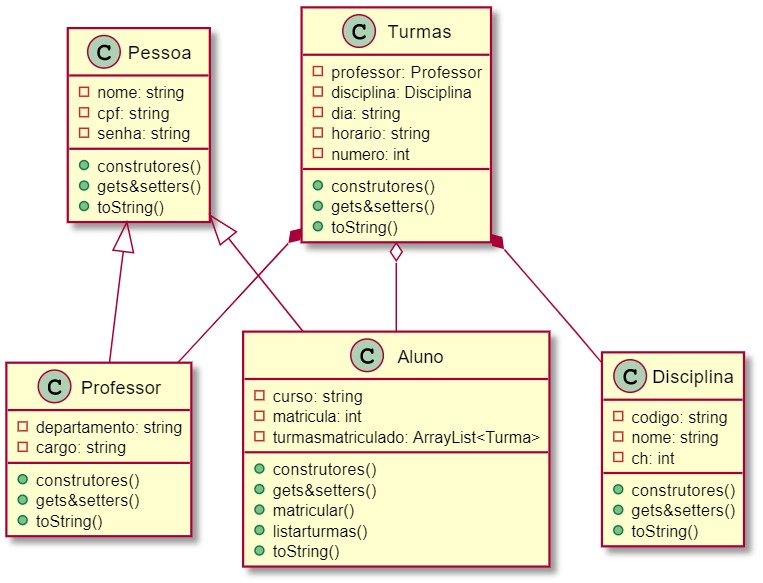 C Pessoa
nome: string
cpf: string
senha: string
construtores()
gets&setters()
toString()
C Turmas
professor: Professor
disciplina: Disciplina
dia: string
horario: string
numero: int
construtores()
gets&setters()
toString()
C Professor
departamento: string
cargo: string
construtores()
gets&setters()
toString()
C Aluno
curso: string
matricula: int
turmasmatriculado: ArrayList<Turma>
construtores()
gets&setters()
matricular()
listarturmas()
toString()
C Disciplina
codigo: string
nome: string
ch: int
construtores()
gets&setters()
toString()